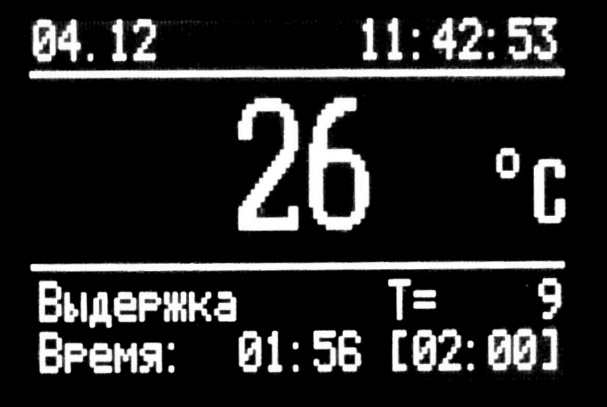 04.12 11:42:53
26 °C
Выдержка T= 9
Время: 01:56 [02:00]